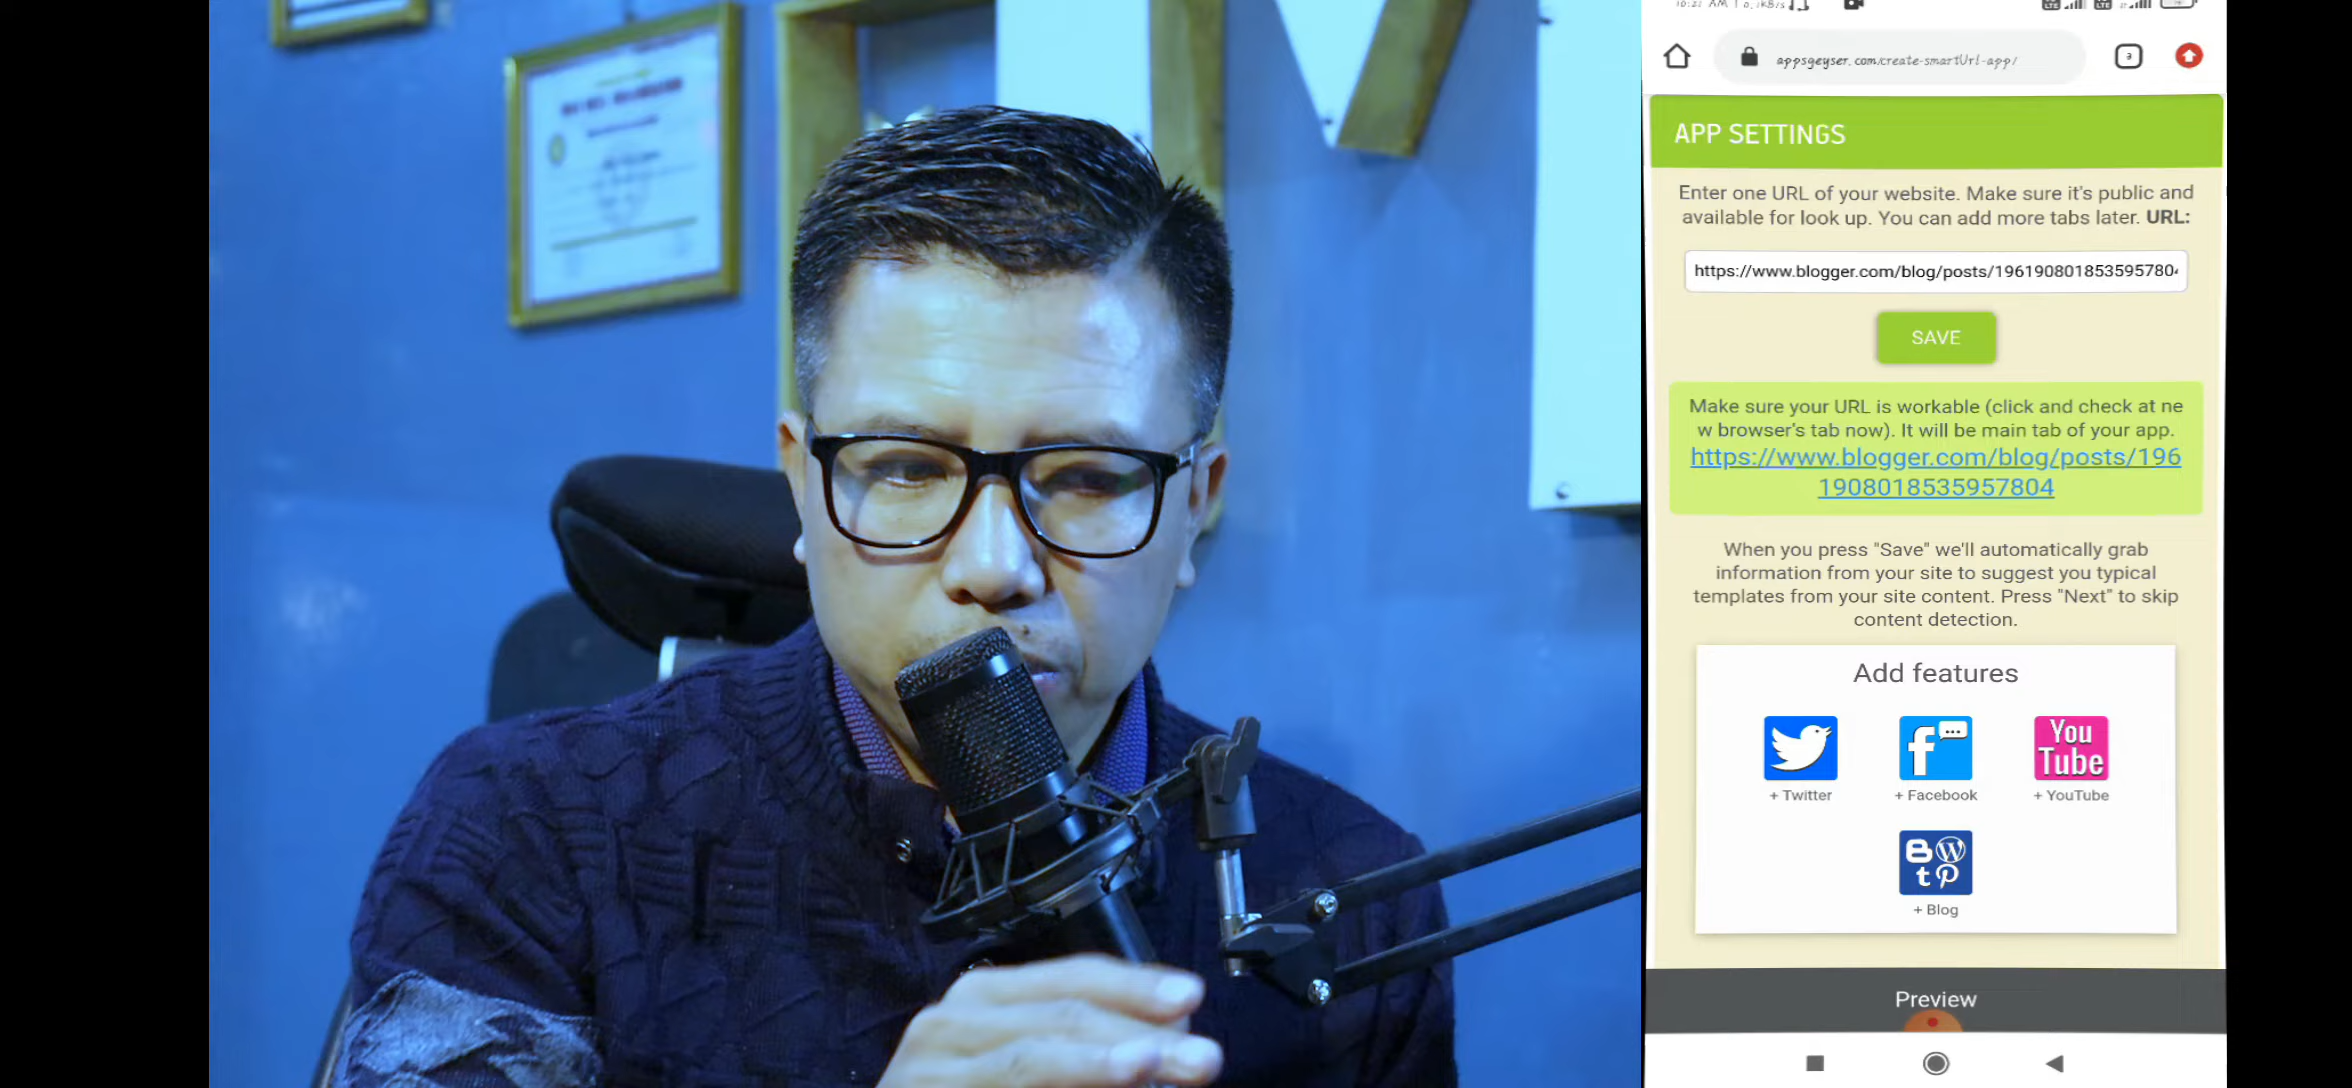 10:21 AM | 0.1KB/s
appsgeyser.com/create-smartUrl-app/
APP SETTINGS
Enter one URL of your website. Make sure it's public and
available for look up. You can add more tabs later. URL:
https://www.blogger.com/blog/posts/1961908018535957804
SAVE
Make sure your URL is workable (click and check at ne
w browser's tab now). It will be main tab of your app.
https://www.blogger.com/blog/posts/196
1908018535957804
When you press "Save" we'll automatically grab
information from your site to suggest you typical
templates from your site content. Press "Next" to skip
content detection.
Add features
You
Tube
+ Twitter
+ Facebook
+ YouTube
+ Blog
Preview